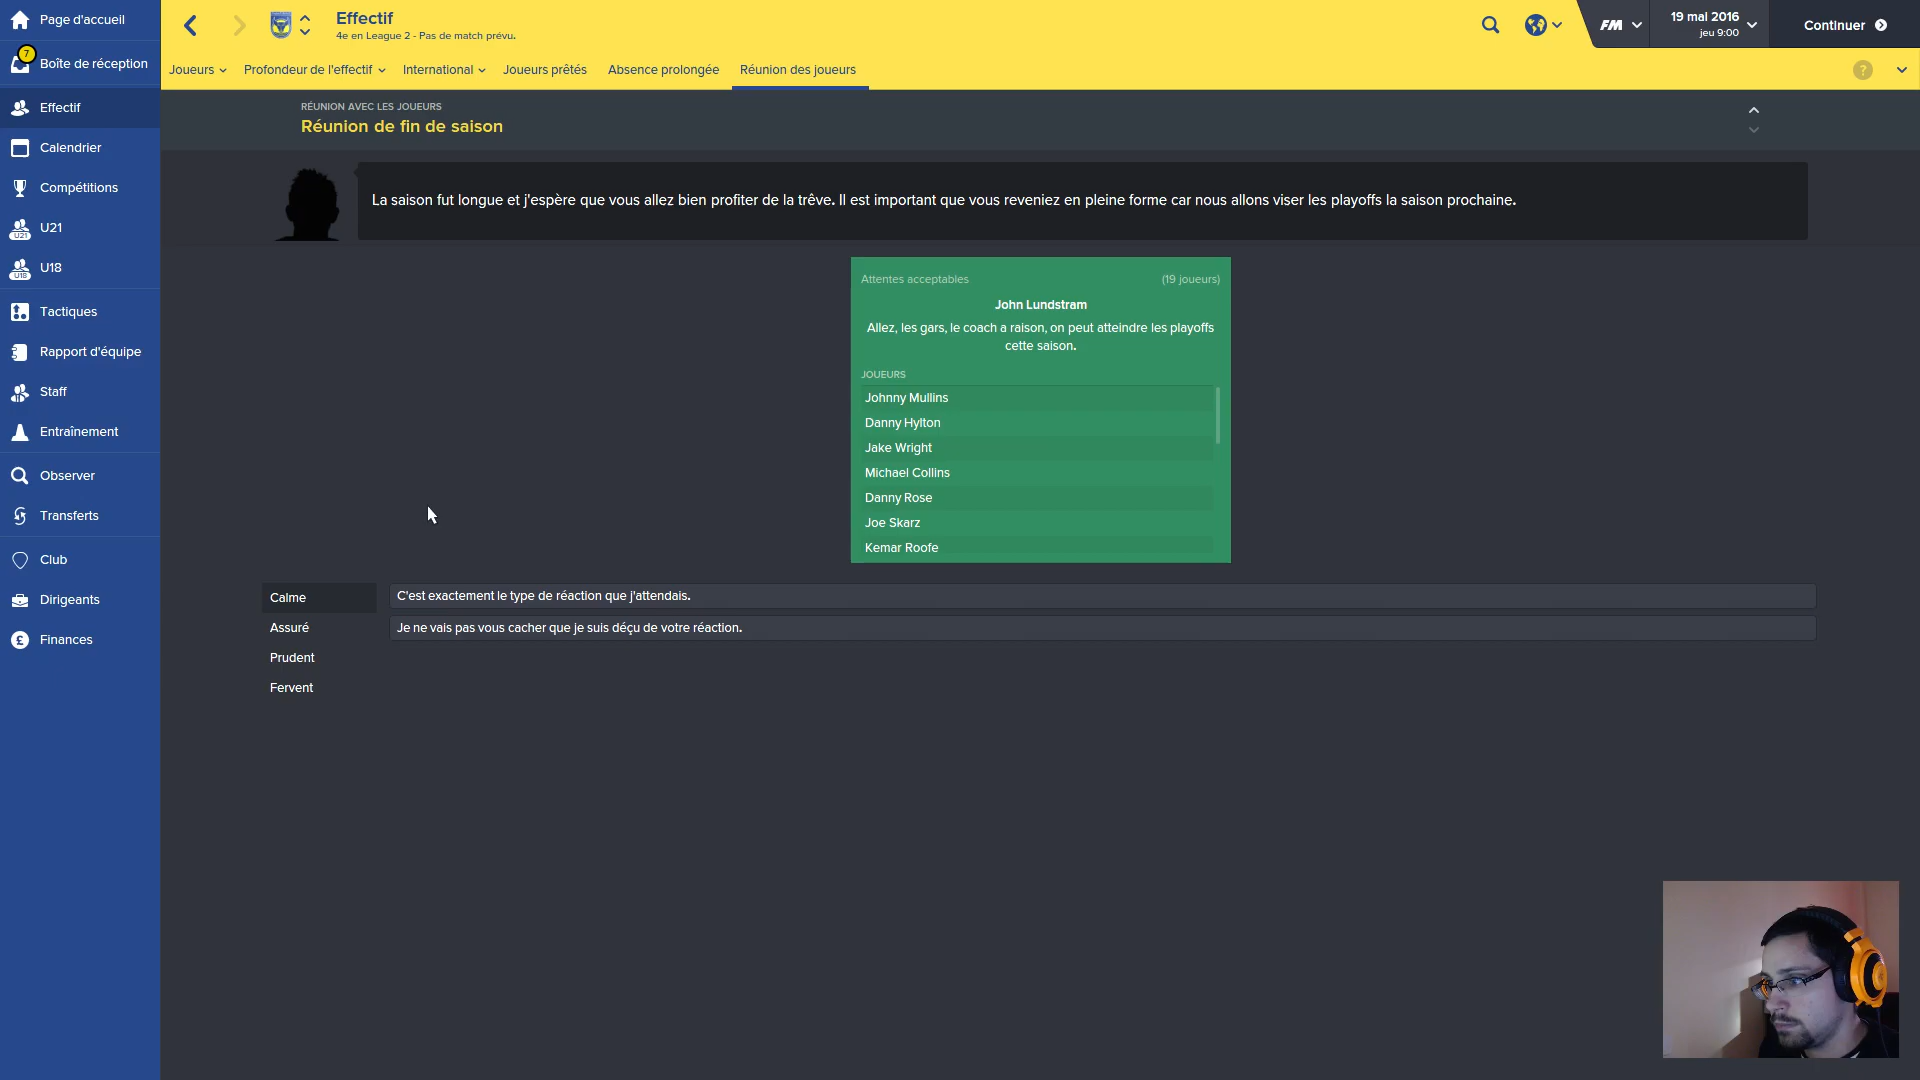 Page d'accueil
7
Boîte de réception
Effectif
Calendrier
Compétitions
U21
U21
U18
U18
Tactiques
Rapport d'équipe
Staff
Entraînement
Observer
Transferts
Club
Dirigeants
£
Finances
Effectif
4e en League 2 - Pas de match prévu.
FM
19 mai 2016
jeu 9:00
Continuer
Joueurs
Profondeur de l'effectif
International
Joueurs prêtés
Absence prolongée
Réunion des joueurs
?
RÉUNION AVEC LES JOUEURS
Réunion de fin de saison
La saison fut longue et j'espère que vous allez bien profiter de la trêve. Il est important que vous reveniez en pleine forme car nous allons viser les playoffs la saison prochaine.
Attentes acceptables (19 joueurs)
John Lundstram
Allez, les gars, le coach a raison, on peut atteindre les playoffs
cette saison.
JOUEURS
Johnny Mullins
Danny Hylton
Jake Wright
Michael Collins
Danny Rose
Joe Skarz
Kemar Roofe
Calme
Assuré
Prudent
Fervent
C'est exactement le type de réaction que j'attendais.
Je ne vais pas vous cacher que je suis déçu de votre réaction.